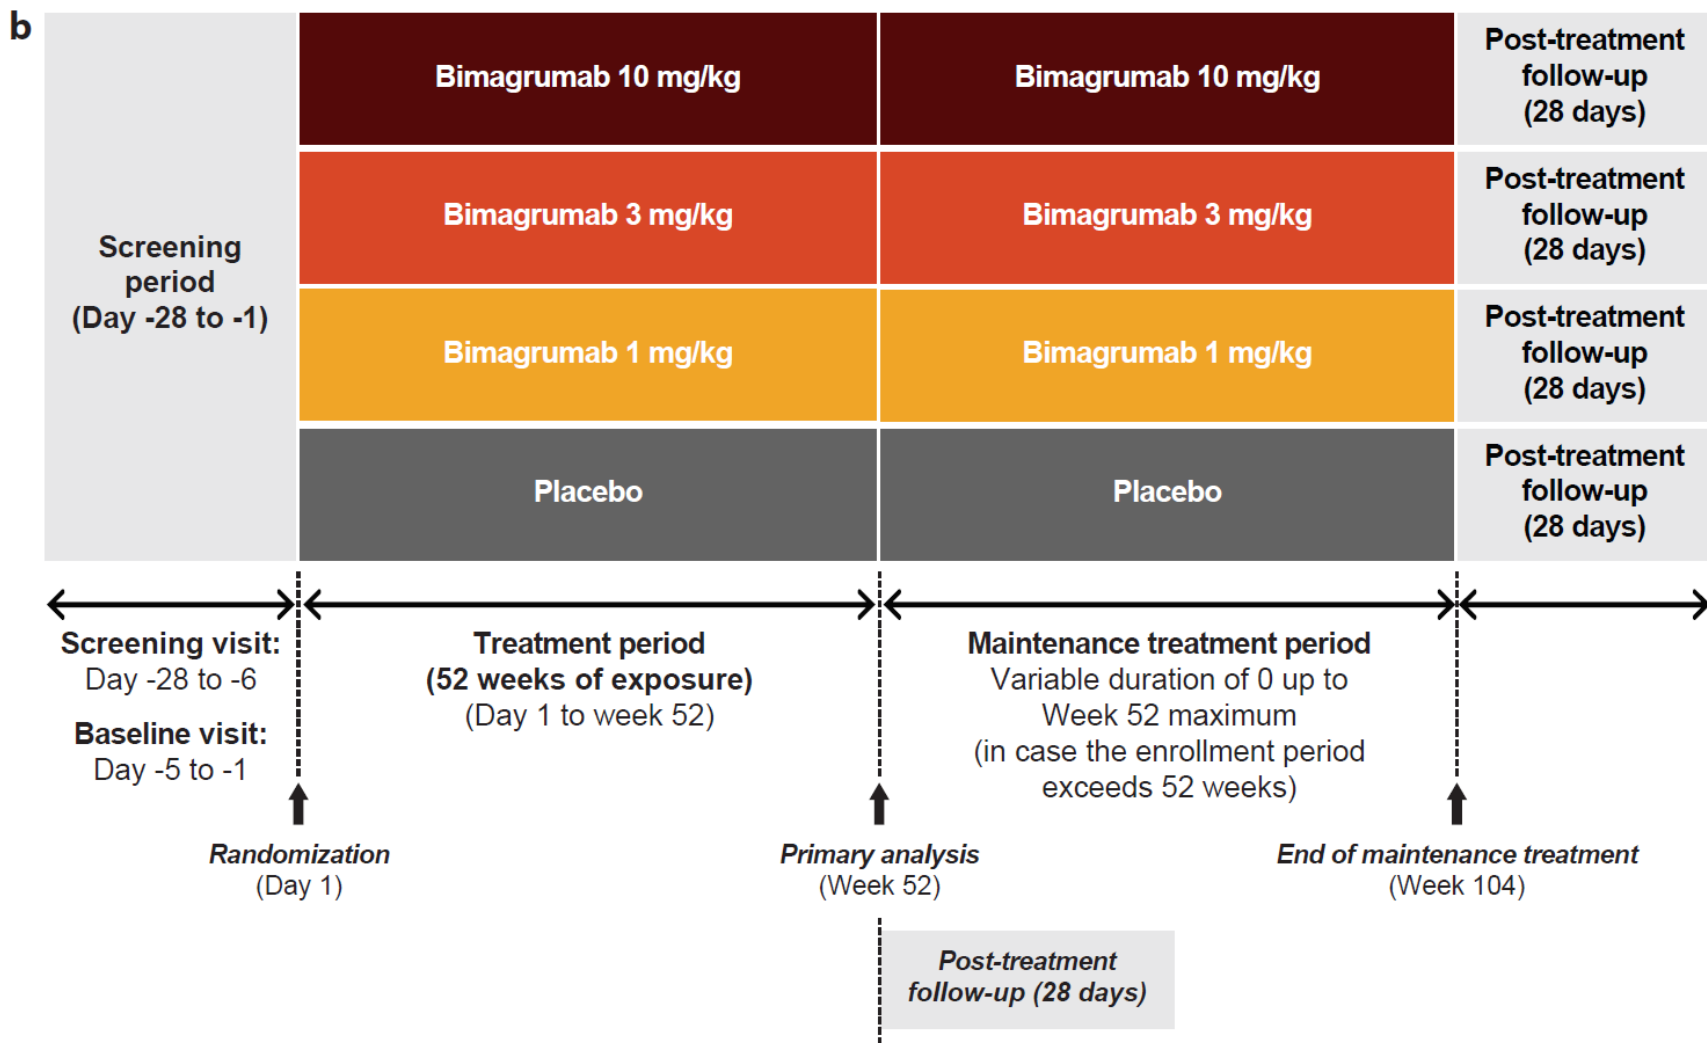 b
Screening
period
(Day -28 to -1)
Bimagrumab 10 mg/kg
Bimagrumab 10 mg/kg
Post-treatment
follow-up
(28 days)
Bimagrumab 3 mg/kg
Bimagrumab 3 mg/kg
Post-treatment
follow-up
(28 days)
Bimagrumab 1 mg/kg
Bimagrumab 1 mg/kg
Post-treatment
follow-up
(28 days)
Placebo
Placebo
Post-treatment
follow-up
(28 days)
Screening visit:
Day -28 to -6
Baseline visit:
Day -5 to -1
Treatment period
(52 weeks of exposure)
(Day 1 to week 52)
Maintenance treatment period
Variable duration of 0 up to
Week 52 maximum
(in case the enrollment period
exceeds 52 weeks)
Randomization
(Day 1)
Primary analysis
(Week 52)
End of maintenance treatment
(Week 104)
Post-treatment
follow-up (28 days)